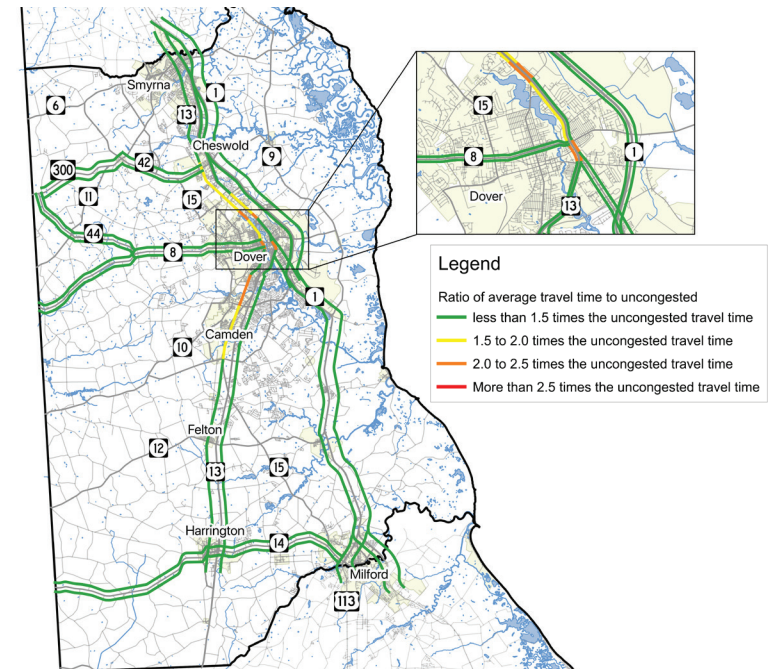 Smyrna
6
13
1
Cheswold
9
300
42
11
15
44
8
Dover
1
Camden
10
Felton
12
13
15
Harrington
14
Milford
113
15
8
1
Dover
13
Legend
Ratio of average travel time to uncongested
less than 1.5 times the uncongested travel time
1.5 to 2.0 times the uncongested travel time
2.0 to 2.5 times the uncongested travel time
More than 2.5 times the uncongested travel time